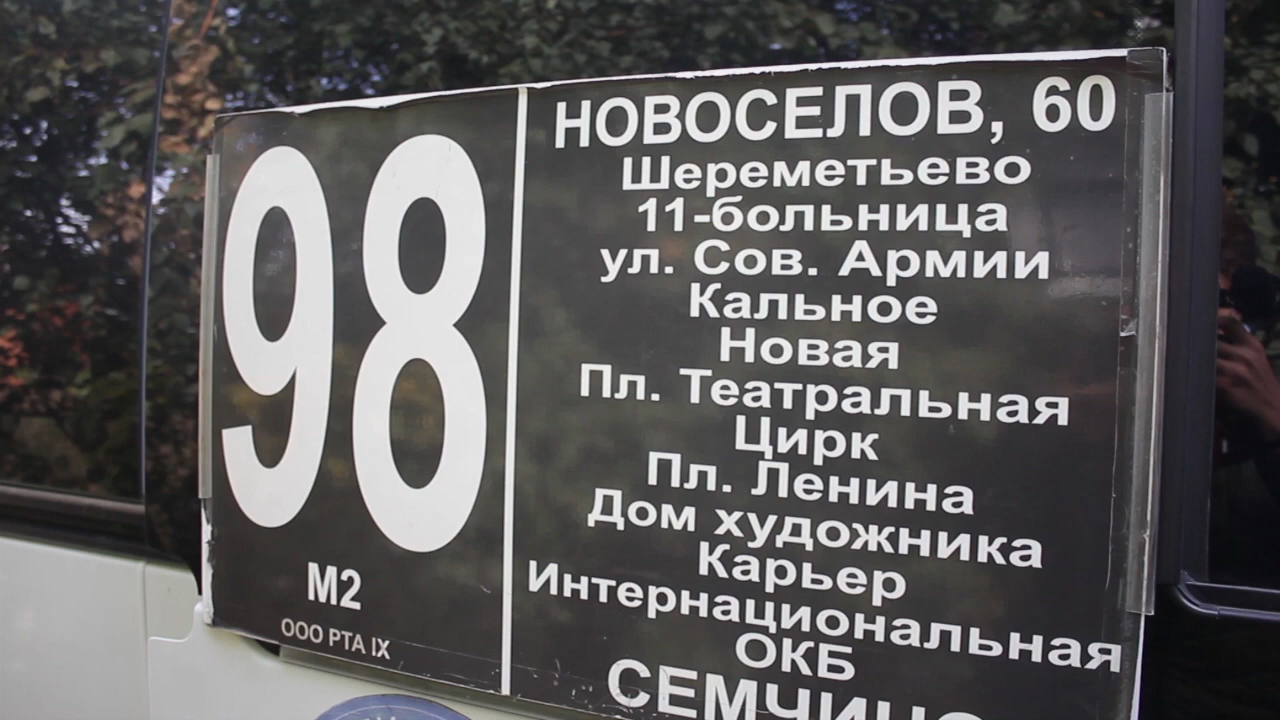 98
М2
ООО РТА IX
НОВОСЕЛОВ, 60
Шереметьево
11-больница
ул. Сов. Армии
Кальное
Новая
Пл. Театральная
Цирк
Пл. Ленина
Дом художника
Карьер
Интернациональная
ОКБ